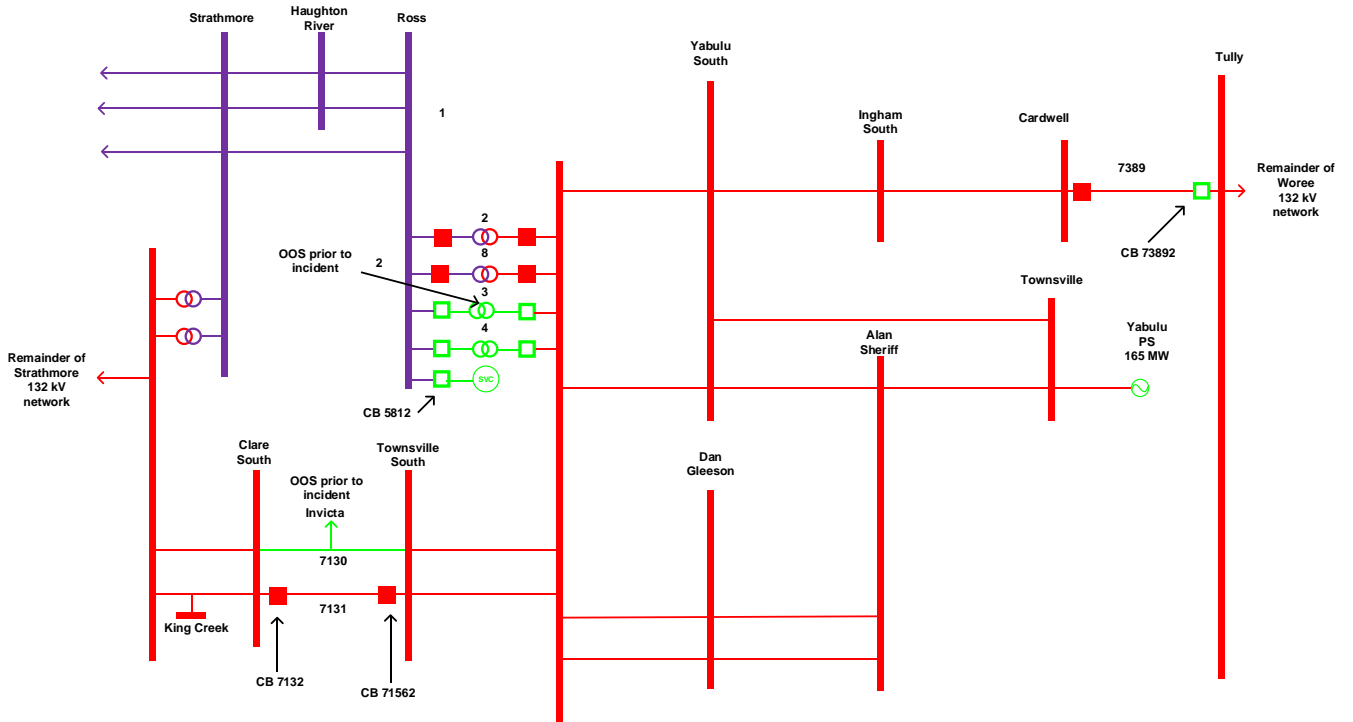 Strathmore
Haughton
River
Ross
Yabulu
South
Tully
1
Ingham
South
Cardwell
7389
Remainder of
Woree
132 kV
network
CB 73892
2
OOS prior to
incident
2
8
3
4
Townsville
Alan
Sheriff
Yabulu
PS
165 MW
Remainder of
Strathmore
132 kV
network
SVC
CB 5812
Clare
South
Townsville
South
Dan
Gleeson
OOS prior to
incident
Invicta
7130
7131
King Creek
CB 7132
CB 71562